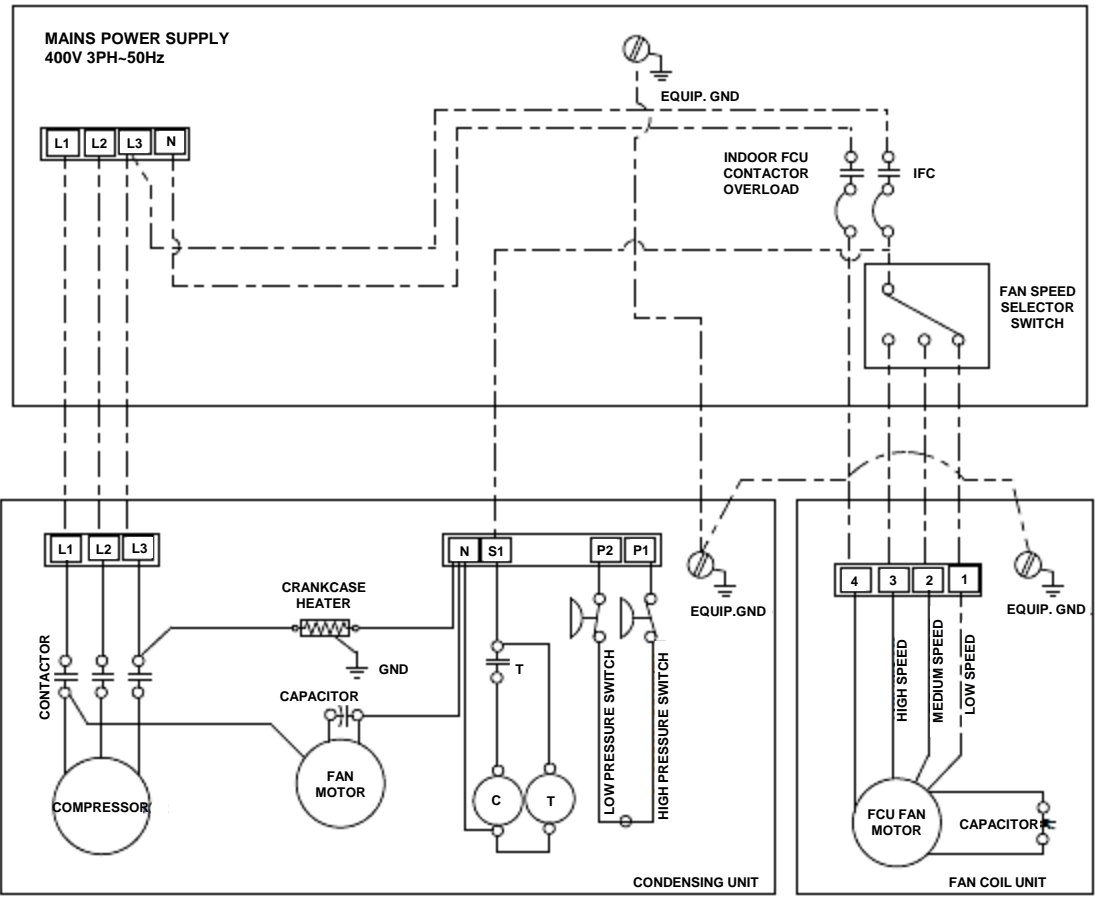 MAINS POWER SUPPLY
400V 3PH~50Hz
EQUIP. GND
L1 L2 L3 N
INDOOR FCU
CONTACTOR
OVERLOAD
IFC
FAN SPEED
SELECTOR
SWITCH
L1 L2 L3
N S1 P2 P1
EQUIP.GND
4 3 2 1
EQUIP. GND
CRANKCASE
HEATER
GND
CONTACTOR
CAPACITOR
T
LOW PRESSURE SWITCH
HIGH PRESSURE SWITCH
HIGH SPEED
MEDIUM SPEED
LOW SPEED
COMPRESSOR
FAN
MOTOR
C
T
FCU FAN
MOTOR
CAPACITOR
CONDENSING UNIT
FAN COIL UNIT